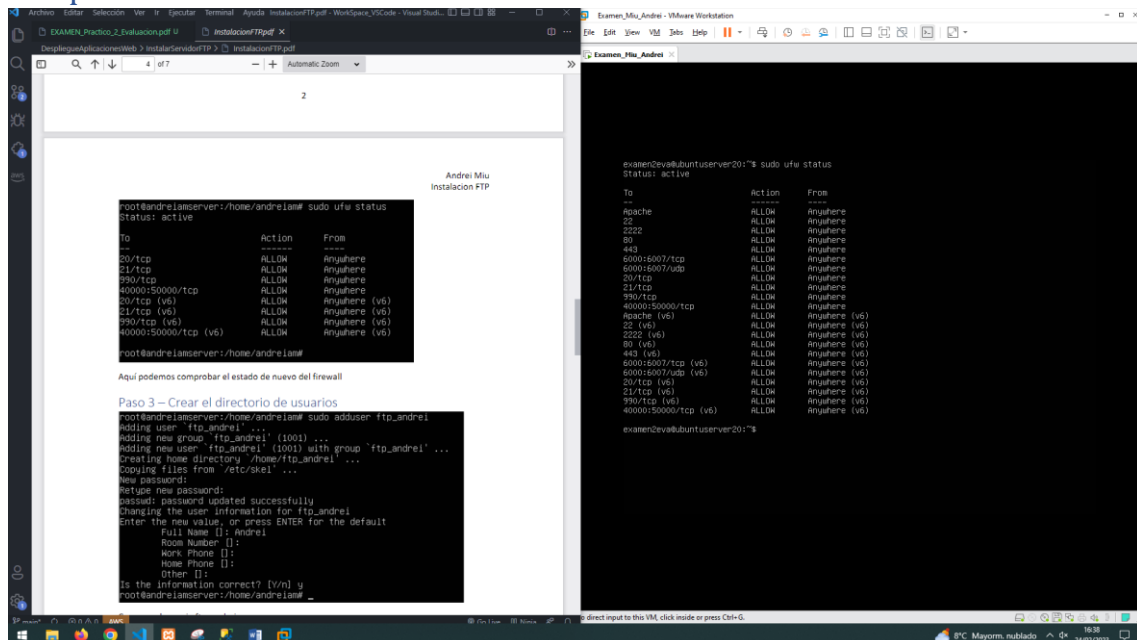 Archivo Editar Selección Ver Ir Ejecutar Terminal Ayuda InstalacionFTP.pdf - WorkSpace_VSCode - Visual Studi...
EXAMEN_Practico_2_Evaluacion.pdf U
InstalacionFTP.pdf
DespliegueAplicacionesWeb > InstalarServidorFTP > InstalacionFTP.pdf
4 of 7
Automatic Zoom
2
Andrei Miu
Instalacion FTP
root@andreiamserver:/home/andreiam# sudo ufw status
Status: active
To Action From
-- ------ ----
20/tcp ALLOW Anywhere
21/tcp ALLOW Anywhere
990/tcp ALLOW Anywhere
40000:50000/tcp ALLOW Anywhere
20/tcp (v6) ALLOW Anywhere (v6)
21/tcp (v6) ALLOW Anywhere (v6)
990/tcp (v6) ALLOW Anywhere (v6)
40000:50000/tcp (v6) ALLOW Anywhere (v6)
root@andreiamserver:/home/andreiam#
Aquí podemos comprobar el estado de nuevo del firewall
Paso 3 – Crear el directorio de usuarios
root@andreiamserver:/home/andreiam# sudo adduser ftp_andrei
Adding user `ftp_andrei' ...
Adding new group `ftp_andrei' (1001) ...
Adding new user `ftp_andrei' (1001) with group `ftp_andrei' ...
Creating home directory `/home/ftp_andrei' ...
Copying files from `/etc/skel' ...
New password:
Retype new password:
passwd: password updated successfully
Changing the user information for ftp_andrei
Enter the new value, or press ENTER for the default
Full Name []: Andrei
Room Number []:
Work Phone []:
Home Phone []:
Other []:
Is the information correct? [Y/n] y
root@andreiamserver:/home/andreiam# _
AWS
Go Live
Ninja
Examen_Miu_Andrei - VMware Workstation
File Edit View VM Tabs Help
Examen_Miu_Andrei
examen2eva@ubuntuserver20:~$ sudo ufw status
Status: active
To Action From
-- ------ ----
Apache ALLOW Anywhere
22 ALLOW Anywhere
2222 ALLOW Anywhere
80 ALLOW Anywhere
443 ALLOW Anywhere
6000:6007/tcp ALLOW Anywhere
6000:6007/udp ALLOW Anywhere
20/tcp ALLOW Anywhere
21/tcp ALLOW Anywhere
990/tcp ALLOW Anywhere
40000:50000/tcp ALLOW Anywhere
Apache (v6) ALLOW Anywhere (v6)
22 (v6) ALLOW Anywhere (v6)
2222 (v6) ALLOW Anywhere (v6)
80 (v6) ALLOW Anywhere (v6)
443 (v6) ALLOW Anywhere (v6)
6000:6007/tcp (v6) ALLOW Anywhere (v6)
6000:6007/udp (v6) ALLOW Anywhere (v6)
20/tcp (v6) ALLOW Anywhere (v6)
21/tcp (v6) ALLOW Anywhere (v6)
990/tcp (v6) ALLOW Anywhere (v6)
40000:50000/tcp (v6) ALLOW Anywhere (v6)
examen2eva@ubuntuserver20:~$
direct input to this VM, click inside or press Ctrl+G.
8°C Mayorm. nublado
16:38